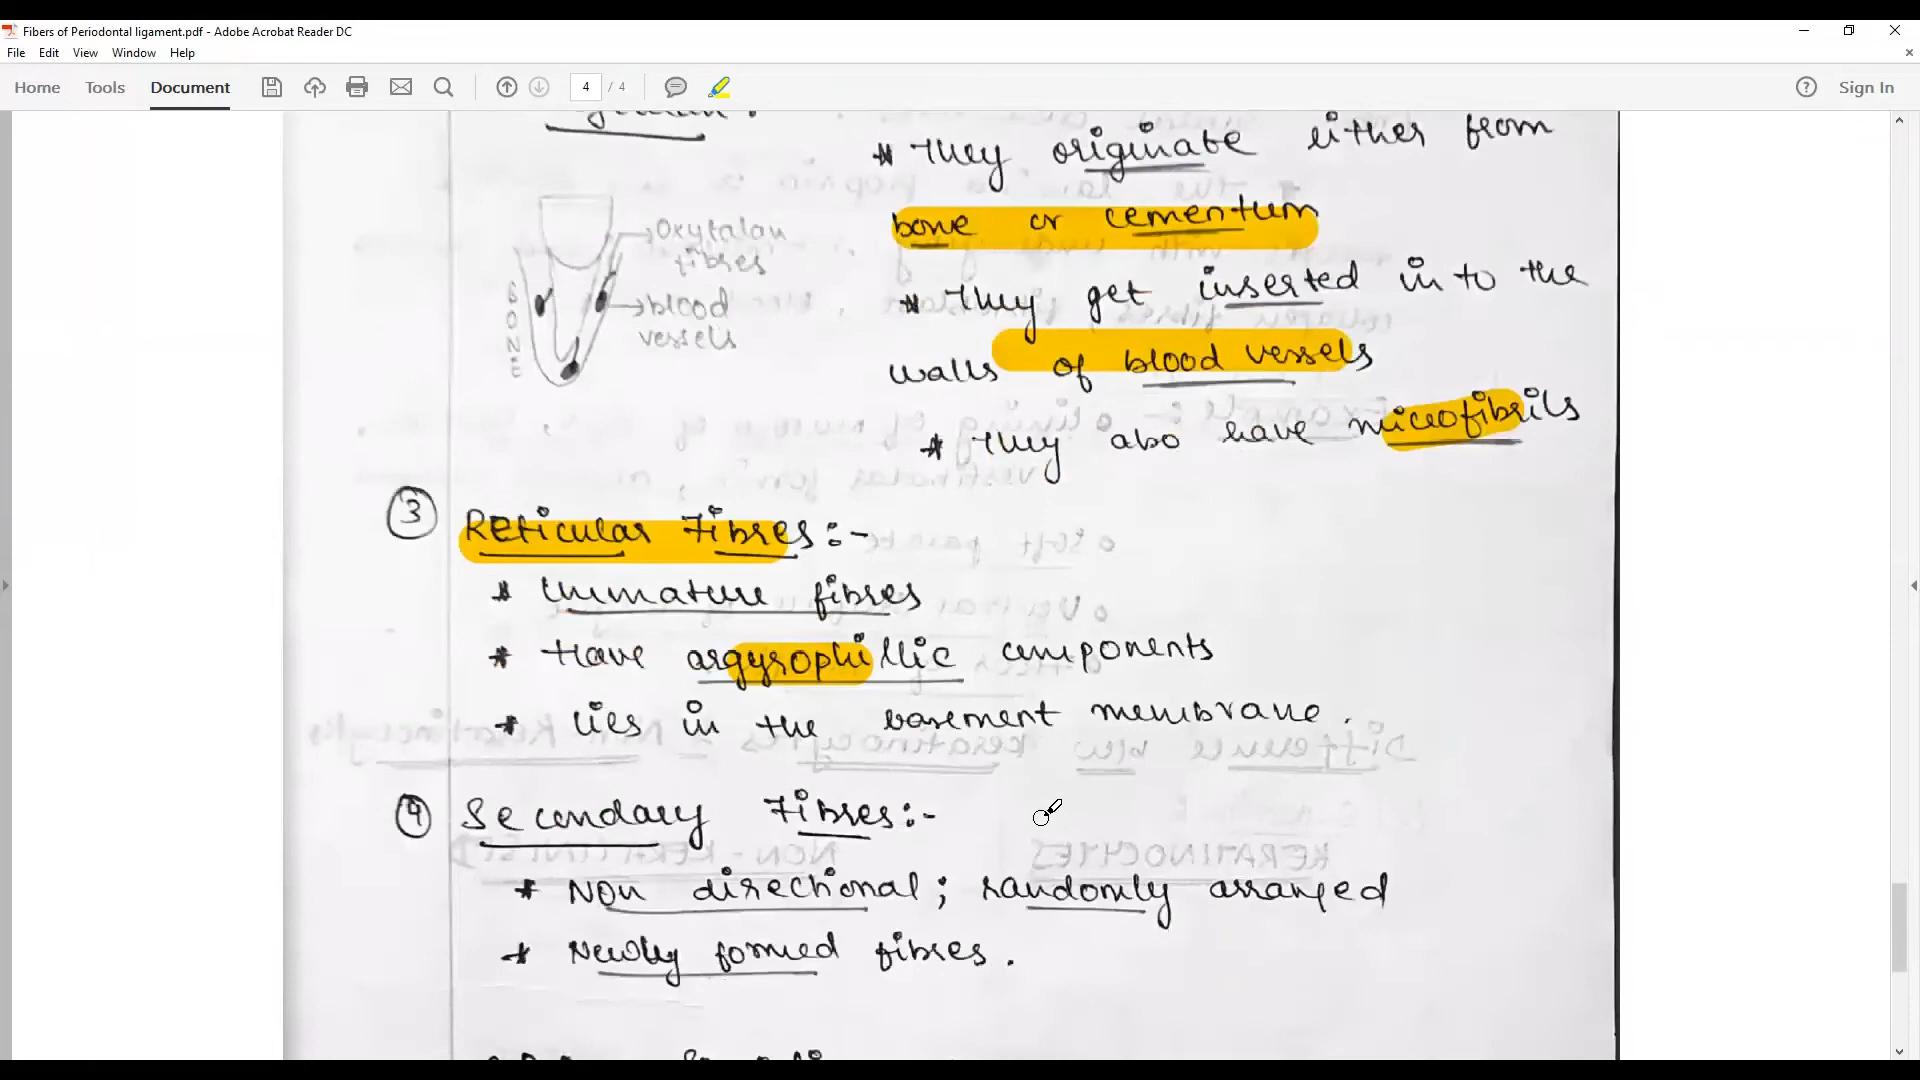 Fibers of Periodontal ligament.pdf - Adobe Acrobat Reader DC
File Edit View Window Help
Home Tools Document 4 / 4 Sign In
* They originate either from
bone or cementum
* They get inserted in to the
walls of blood vessels
* They also have microfibrils
Oxytalan
fibres
blood
vessels
BONE
③ Reticular Fibres:-
* Immature fibres
* Have argyrophillic components
* lies in the basement membrane.
④ Secondary Fibres:-
* Non directional; randomly arranged
* Newly formed fibres.